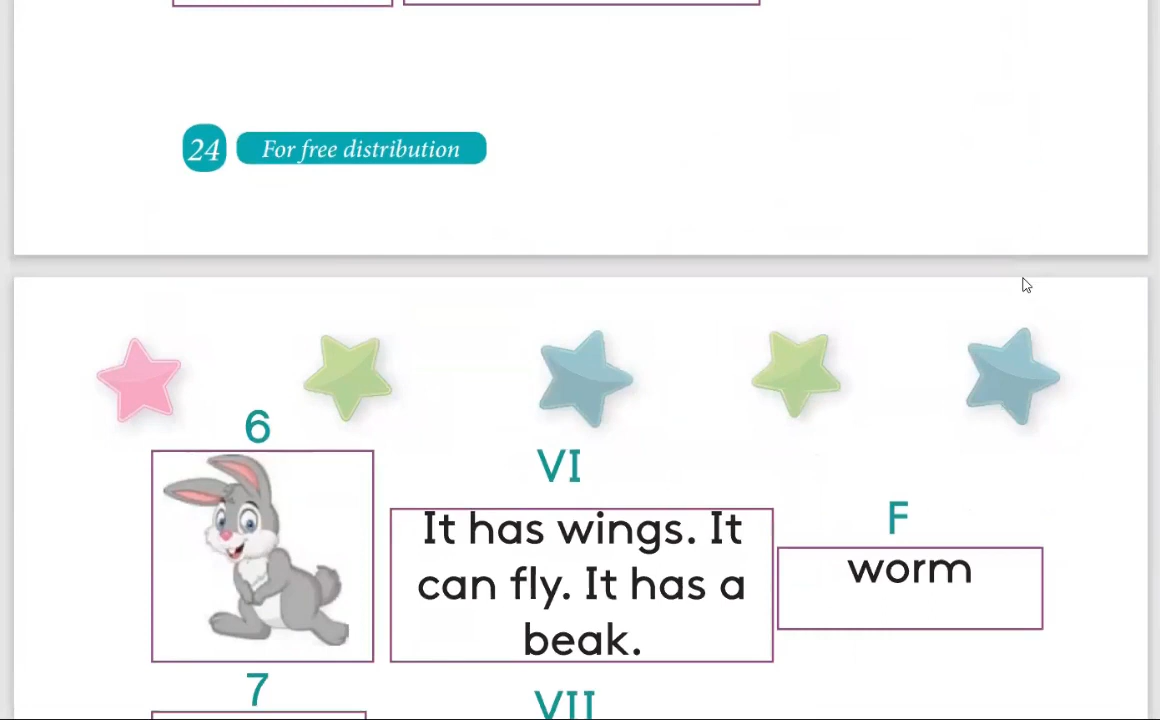 24 For free distribution
6
VI
F
It has wings. It
can fly. It has a
beak.
worm
7
VII